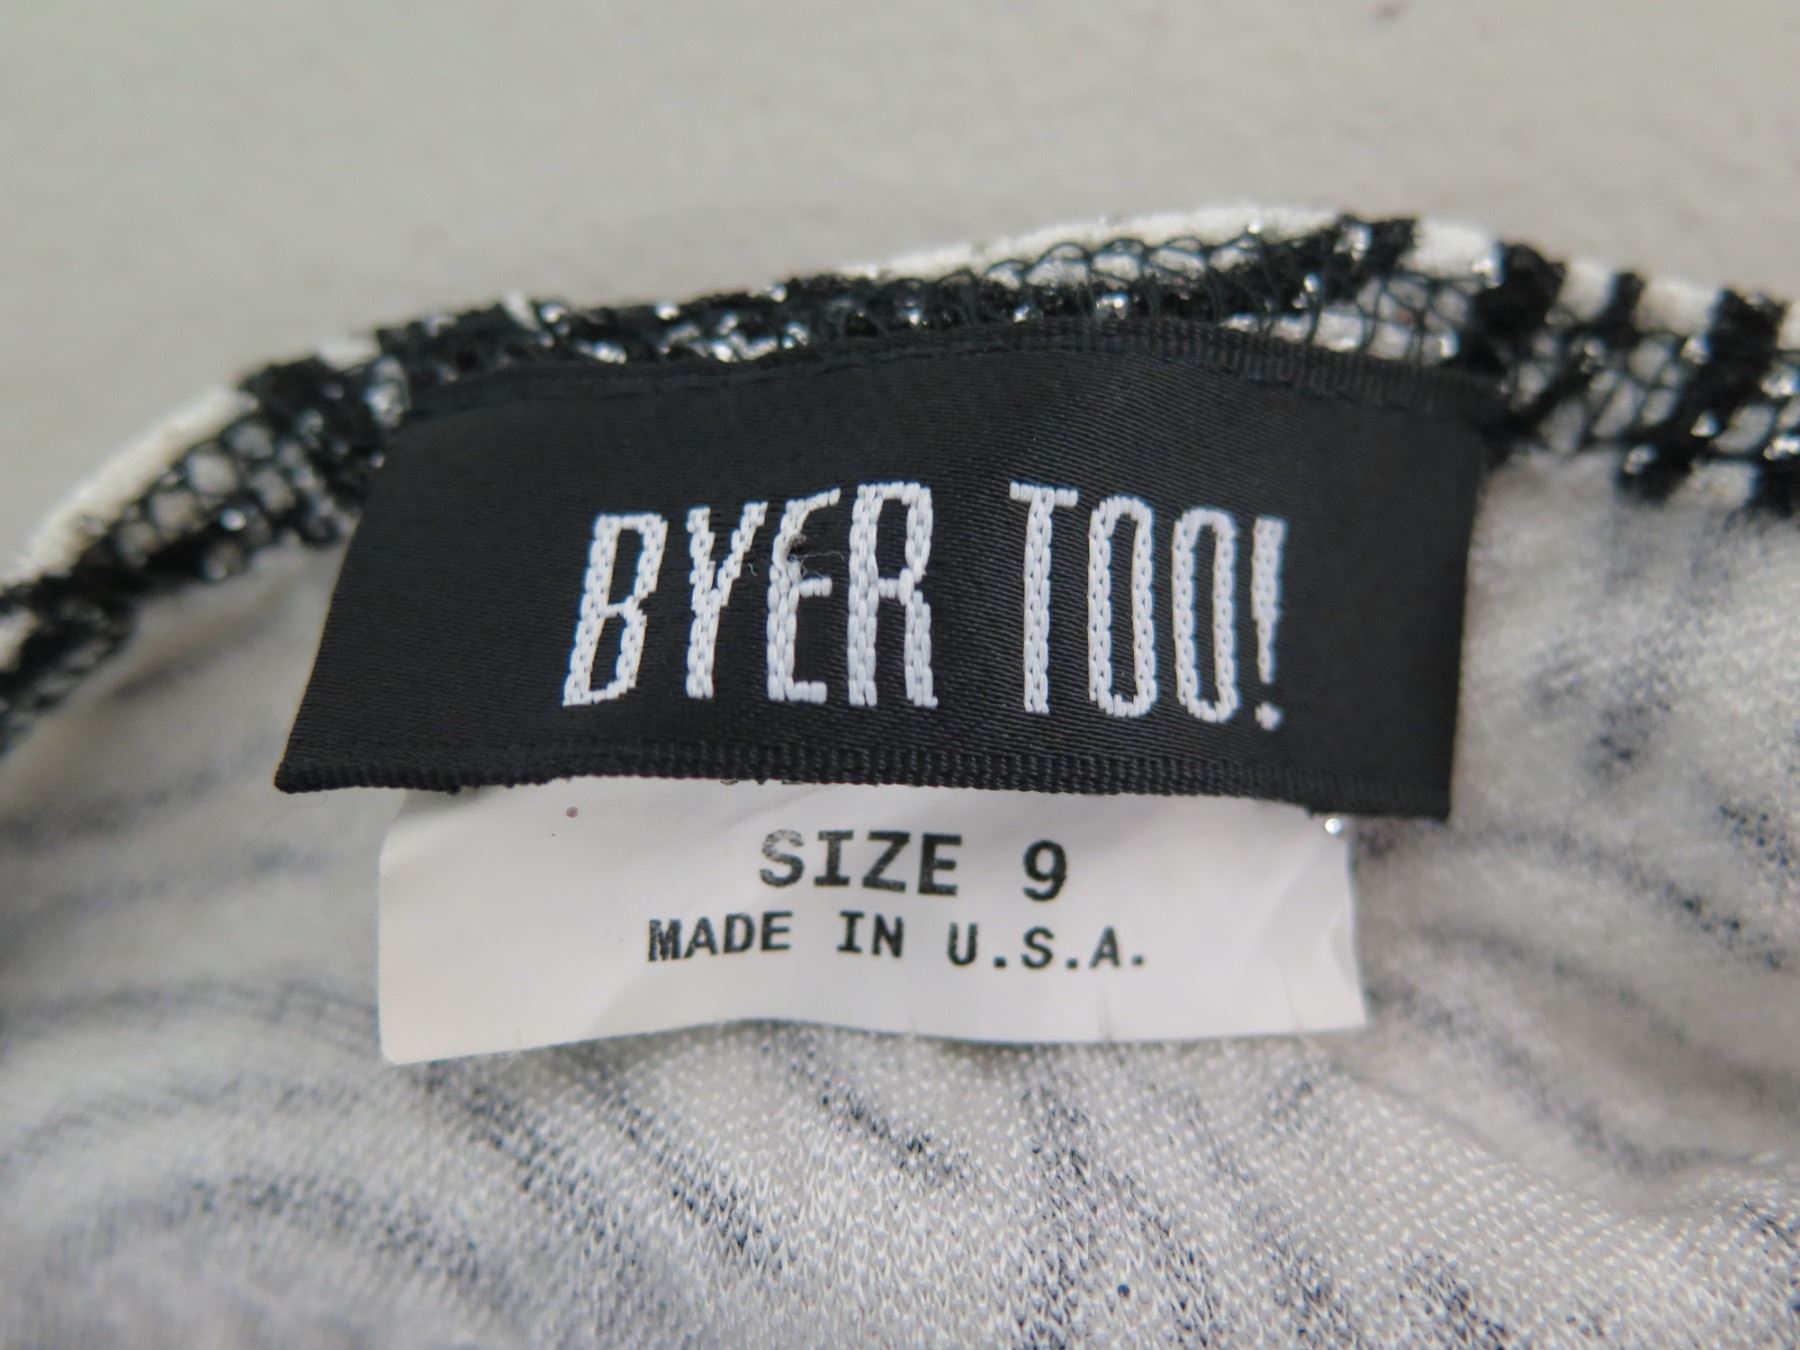 BYER TOO!
SIZE 9
MADE IN U.S.A.